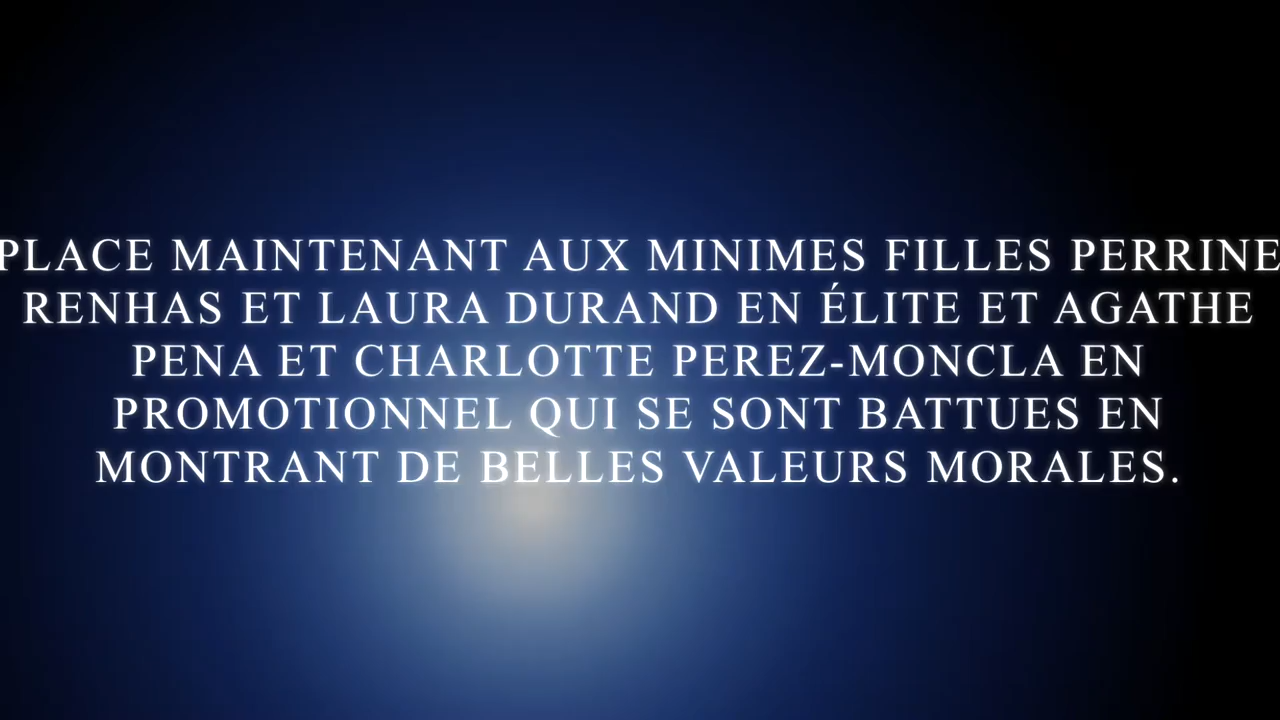 PLACE MAINTENANT AUX MINIMES FILLES PERRINE
RENHAS ET LAURA DURAND EN ÉLITE ET AGATHE
PENA ET CHARLOTTE PEREZ-MONCLA EN
PROMOTIONNEL QUI SE SONT BATTUES EN
MONTRANT DE BELLES VALEURS MORALES.